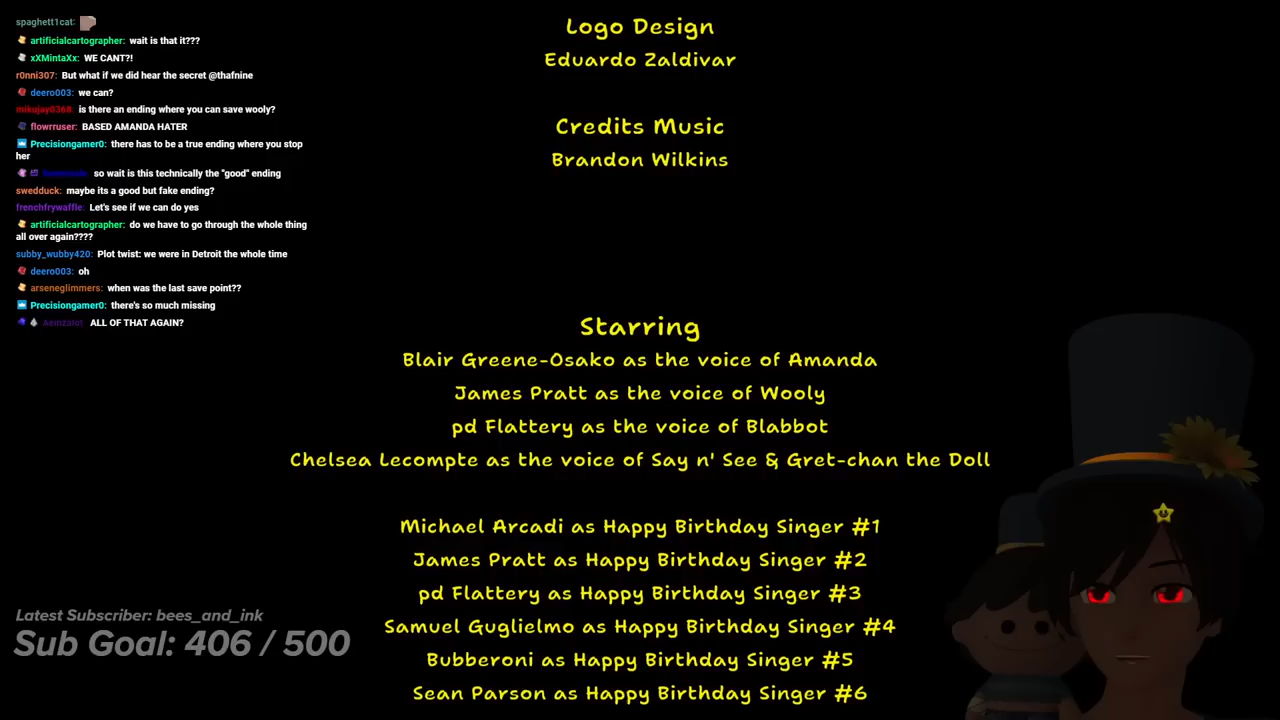 spaghett1cat:
artificialcartographer: wait is that it???
xXMintaXx: WE CANT?!
r0nni307: But what if we did hear the secret @thafnine
deero003: we can?
mikujay0368: is there an ending where you can save wooly?
flowrruser: BASED AMANDA HATER
Precisiongamer0: there has to be a true ending where you stop
her
so wait is this technically the "good" ending
swedduck: maybe its a good but fake ending?
frenchfrywaffle: Let's see if we can do yes
artificialcartographer: do we have to go through the whole thing
all over again????
subby_wubby420: Plot twist: we were in Detroit the whole time
deero003: oh
arseneglimmers: when was the last save point??
Precisiongamer0: there's so much missing
ALL OF THAT AGAIN?
Logo Design
Eduardo Zaldivar
Credits Music
Brandon Wilkins
Starring
Blair Greene-Osako as the voice of Amanda
James Pratt as the voice of Wooly
pd Flattery as the voice of Blabbot
Chelsea Lecompte as the voice of Say n' See & Gret-chan the Doll
Michael Arcadi as Happy Birthday Singer #1
James Pratt as Happy Birthday Singer #2
pd Flattery as Happy Birthday Singer #3
Samuel Guglielmo as Happy Birthday Singer #4
Bubberoni as Happy Birthday Singer #5
Sean Parson as Happy Birthday Singer #6
Latest Subscriber: bees_and_ink
Sub Goal: 406 / 500